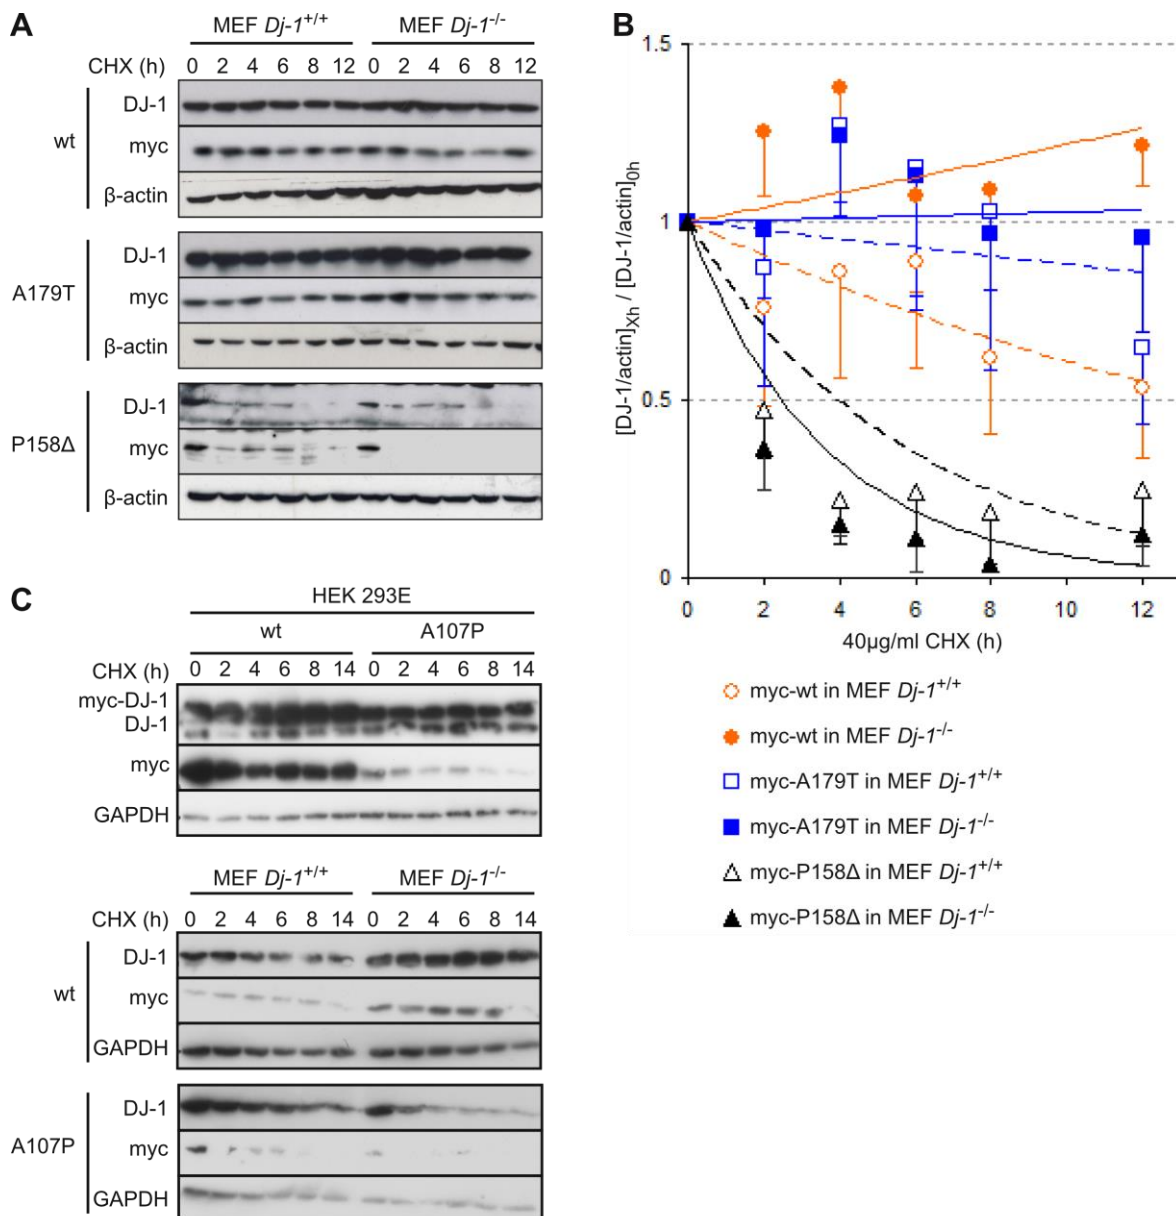 A
MEF Dj-1+/+ MEF Dj-1-/-
CHX (h) 0 2 4 6 8 12 0 2 4 6 8 12
wt
DJ-1
myc
β-actin
A179T
DJ-1
myc
β-actin
P158Δ
DJ-1
myc
β-actin
B
[DJ-1/actin]Xh / [DJ-1/actin]0h
1.5
1
0.5
0
0 2 4 6 8 10 12
40µg/ml CHX (h)
myc-wt in MEF Dj-1+/+
myc-wt in MEF Dj-1-/-
myc-A179T in MEF Dj-1+/+
myc-A179T in MEF Dj-1-/-
myc-P158Δ in MEF Dj-1+/+
myc-P158Δ in MEF Dj-1-/-
C
HEK 293E
wt A107P
CHX (h) 0 2 4 6 8 14 0 2 4 6 8 14
myc-DJ-1
DJ-1
myc
GAPDH
MEF Dj-1+/+ MEF Dj-1-/-
CHX (h) 0 2 4 6 8 14 0 2 4 6 8 14
wt
DJ-1
myc
GAPDH
A107P
DJ-1
myc
GAPDH